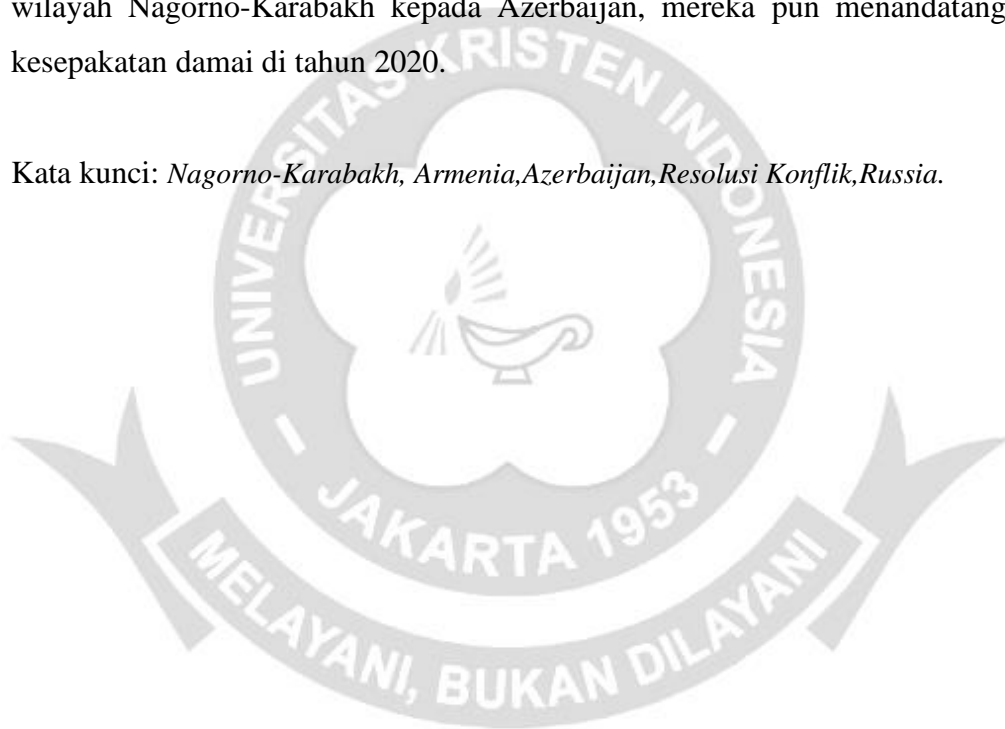 wilayah Nagorno-Karabakh kepada Azerbaijan, mereka pun menandatang
kesepakatan damai di tahun 2020.
Kata kunci: Nagorno-Karabakh, Armenia,Azerbaijan,Resolusi Konflik,Russia.
UNIVERSITAS KRISTEN INDONESIA
- JAKARTA 1953 -
MELAYANI, BUKAN DILAYANI